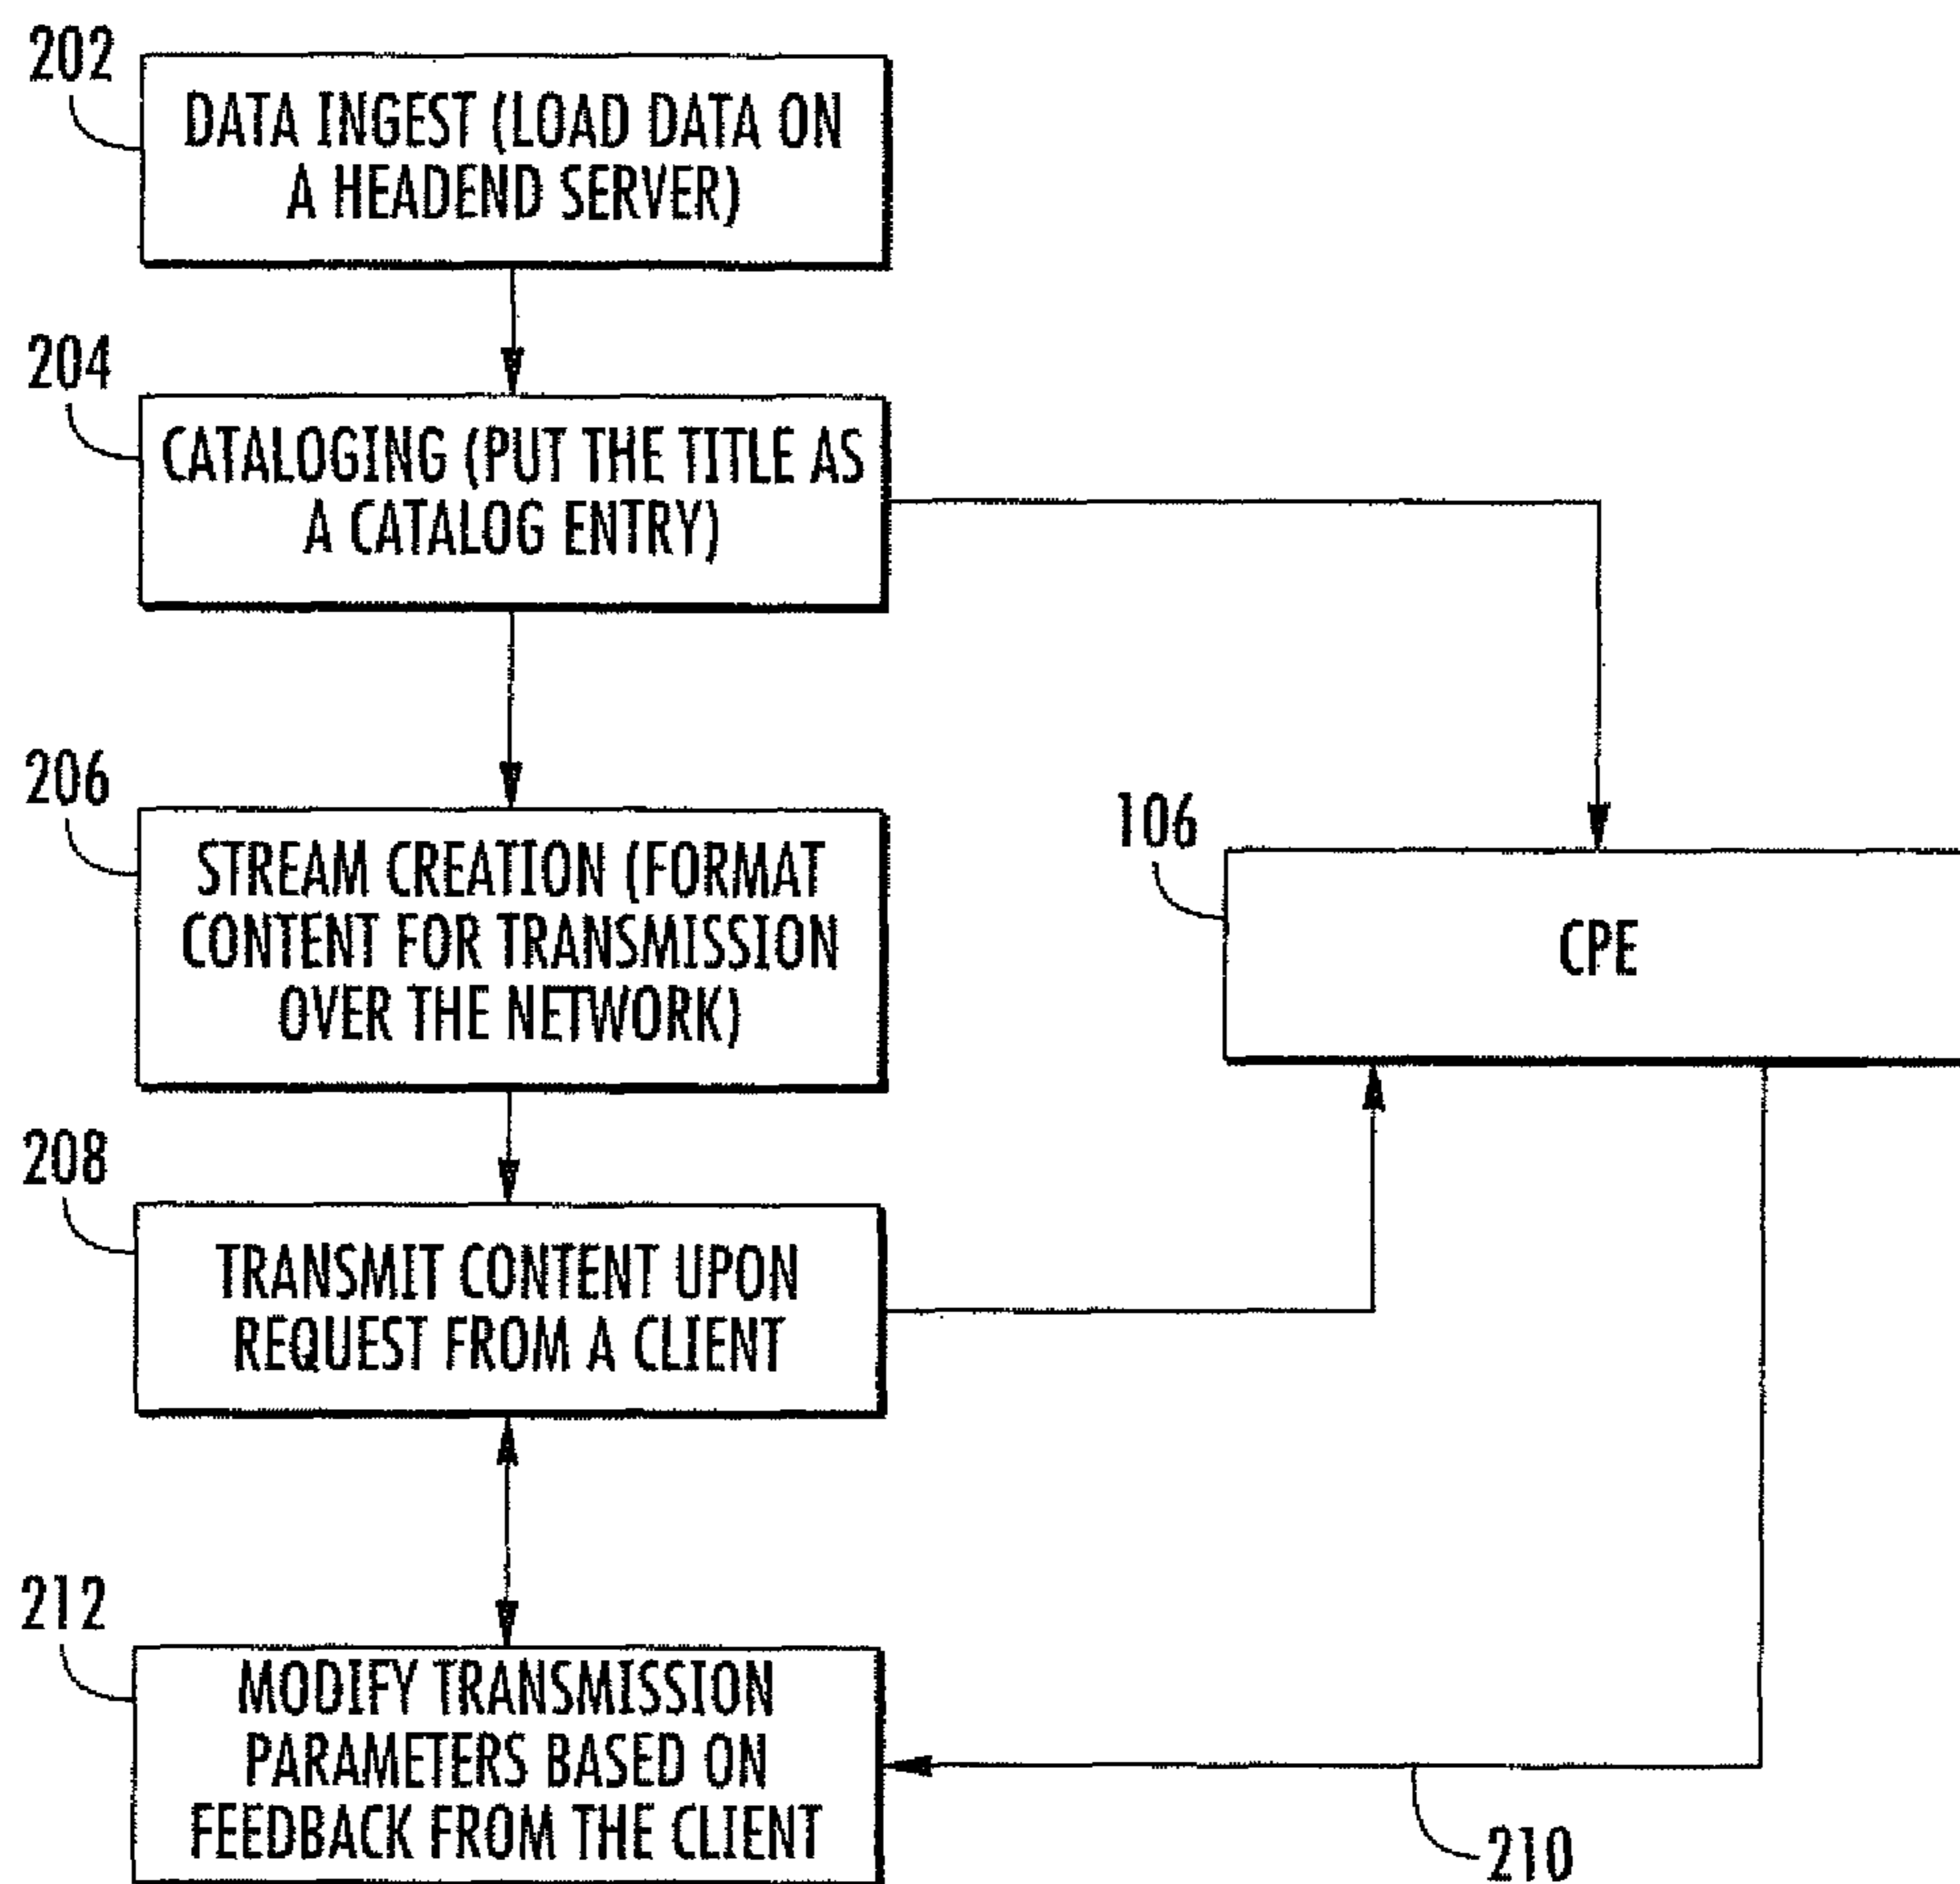 202
DATA INGEST (LOAD DATA ON
A HEADEND SERVER)
204
CATALOGING (PUT THE TITLE AS
A CATALOG ENTRY)
206
STREAM CREATION (FORMAT
CONTENT FOR TRANSMISSION
OVER THE NETWORK)
106
CPE
208
TRANSMIT CONTENT UPON
REQUEST FROM A CLIENT
212
MODIFY TRANSMISSION
PARAMETERS BASED ON
FEEDBACK FROM THE CLIENT
210